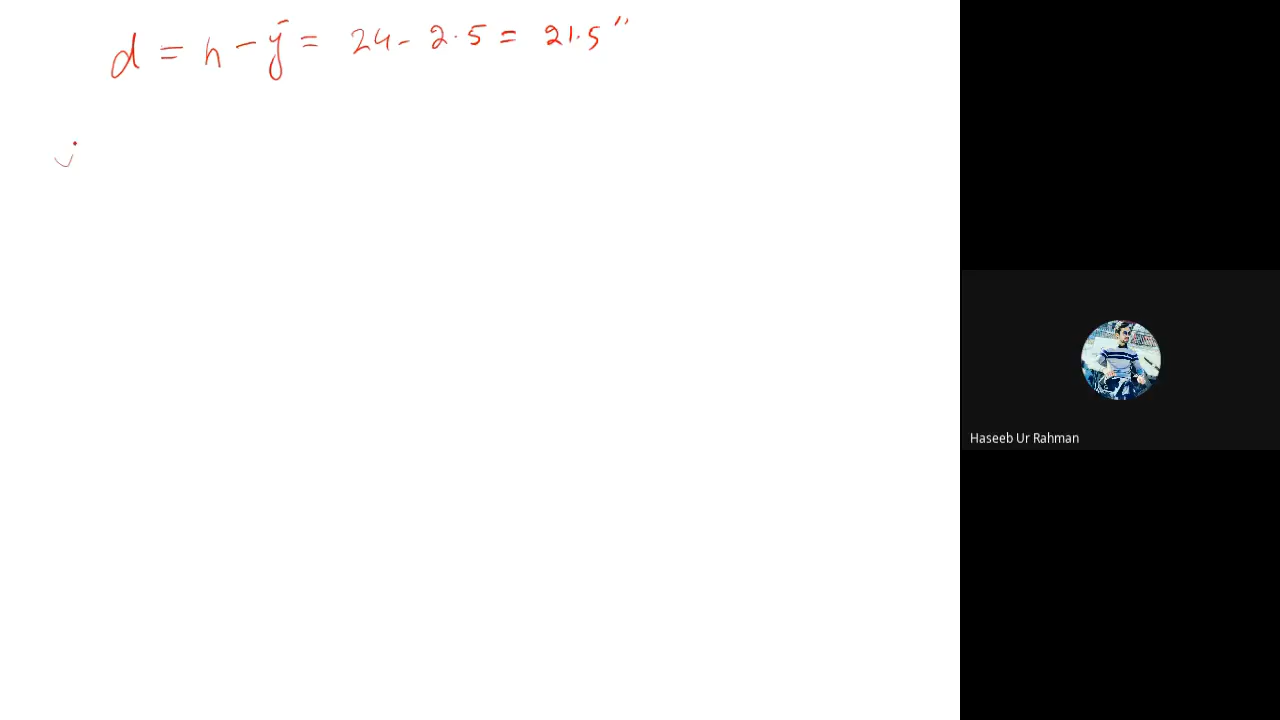 d = h - ȳ = 24 - 2.5 = 21.5"
Haseeb Ur Rahman